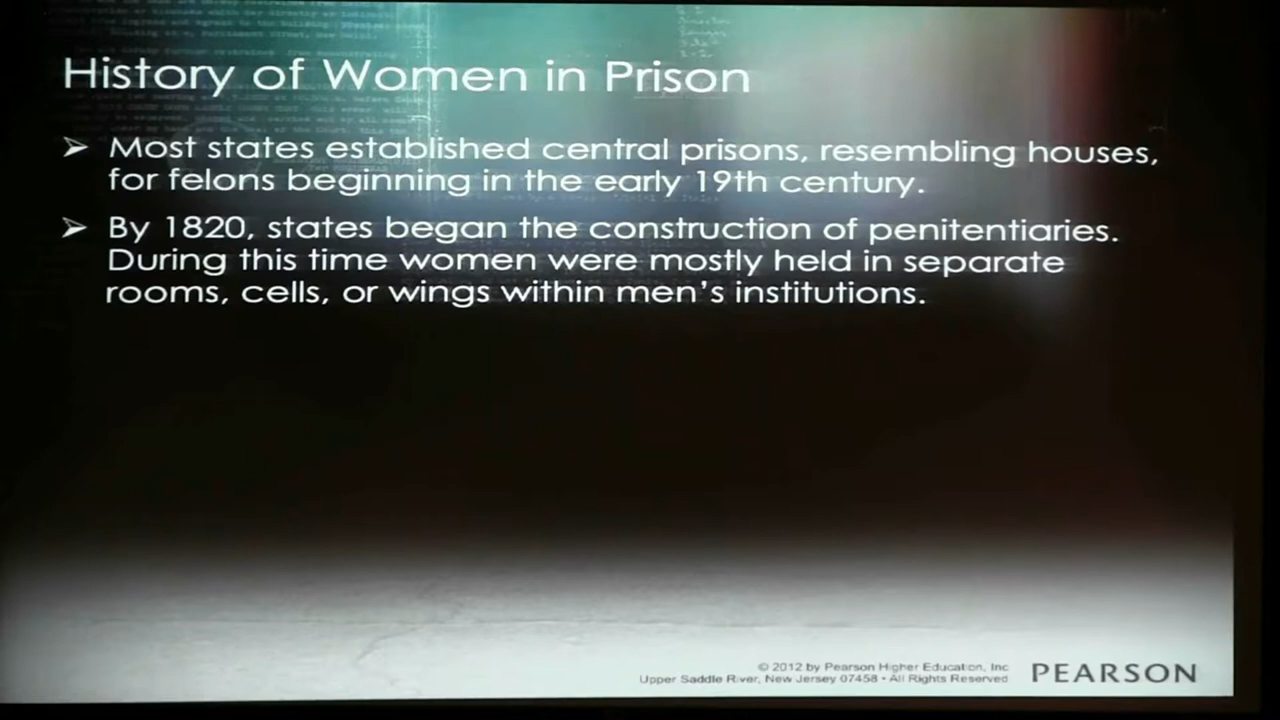 History of Women in Prison
➢ Most states established central prisons, resembling houses,
for felons beginning in the early 19th century.
➢ By 1820, states began the construction of penitentiaries.
During this time women were mostly held in separate
rooms, cells, or wings within men's institutions.
© 2012 by Pearson Higher Education, Inc
Upper Saddle River, New Jersey 07458 • All Rights Reserved
PEARSON